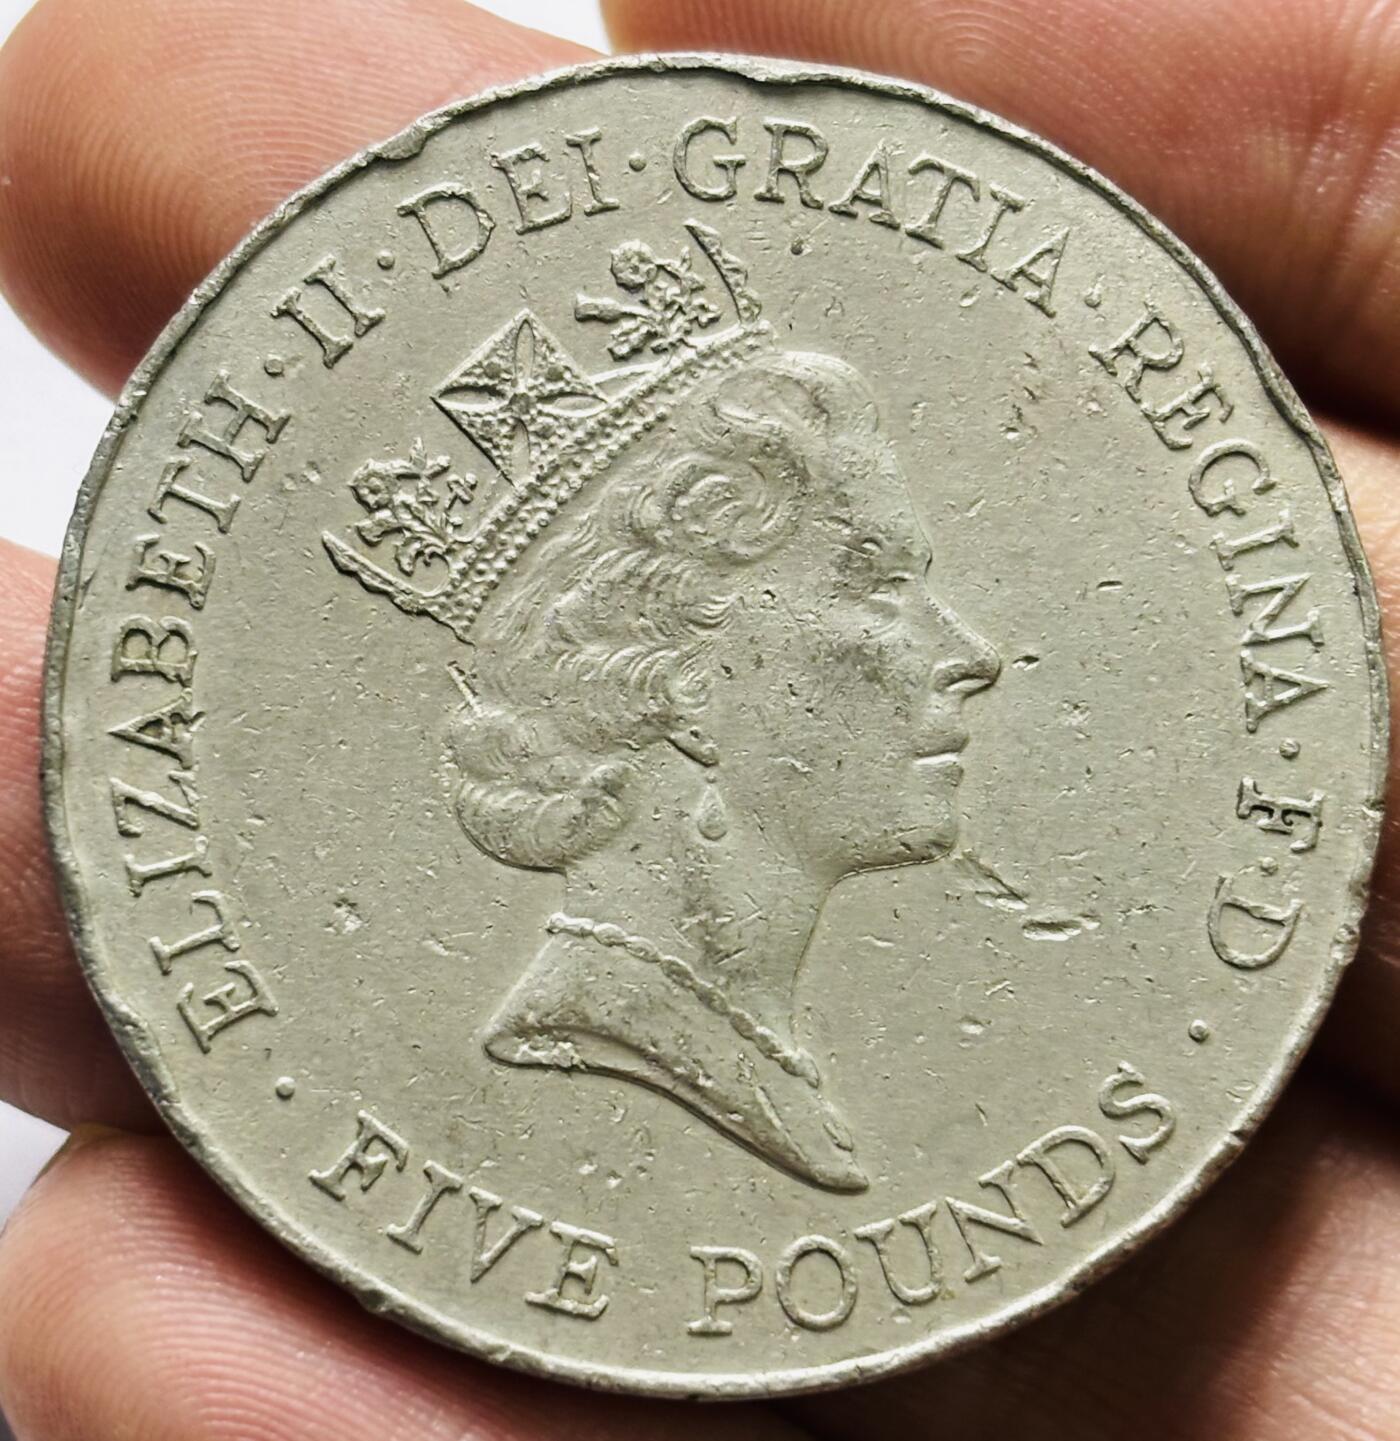 ELIZABETH · II · DEI · GRATIA · REGINA · F · D ·
FIVE POUNDS ·